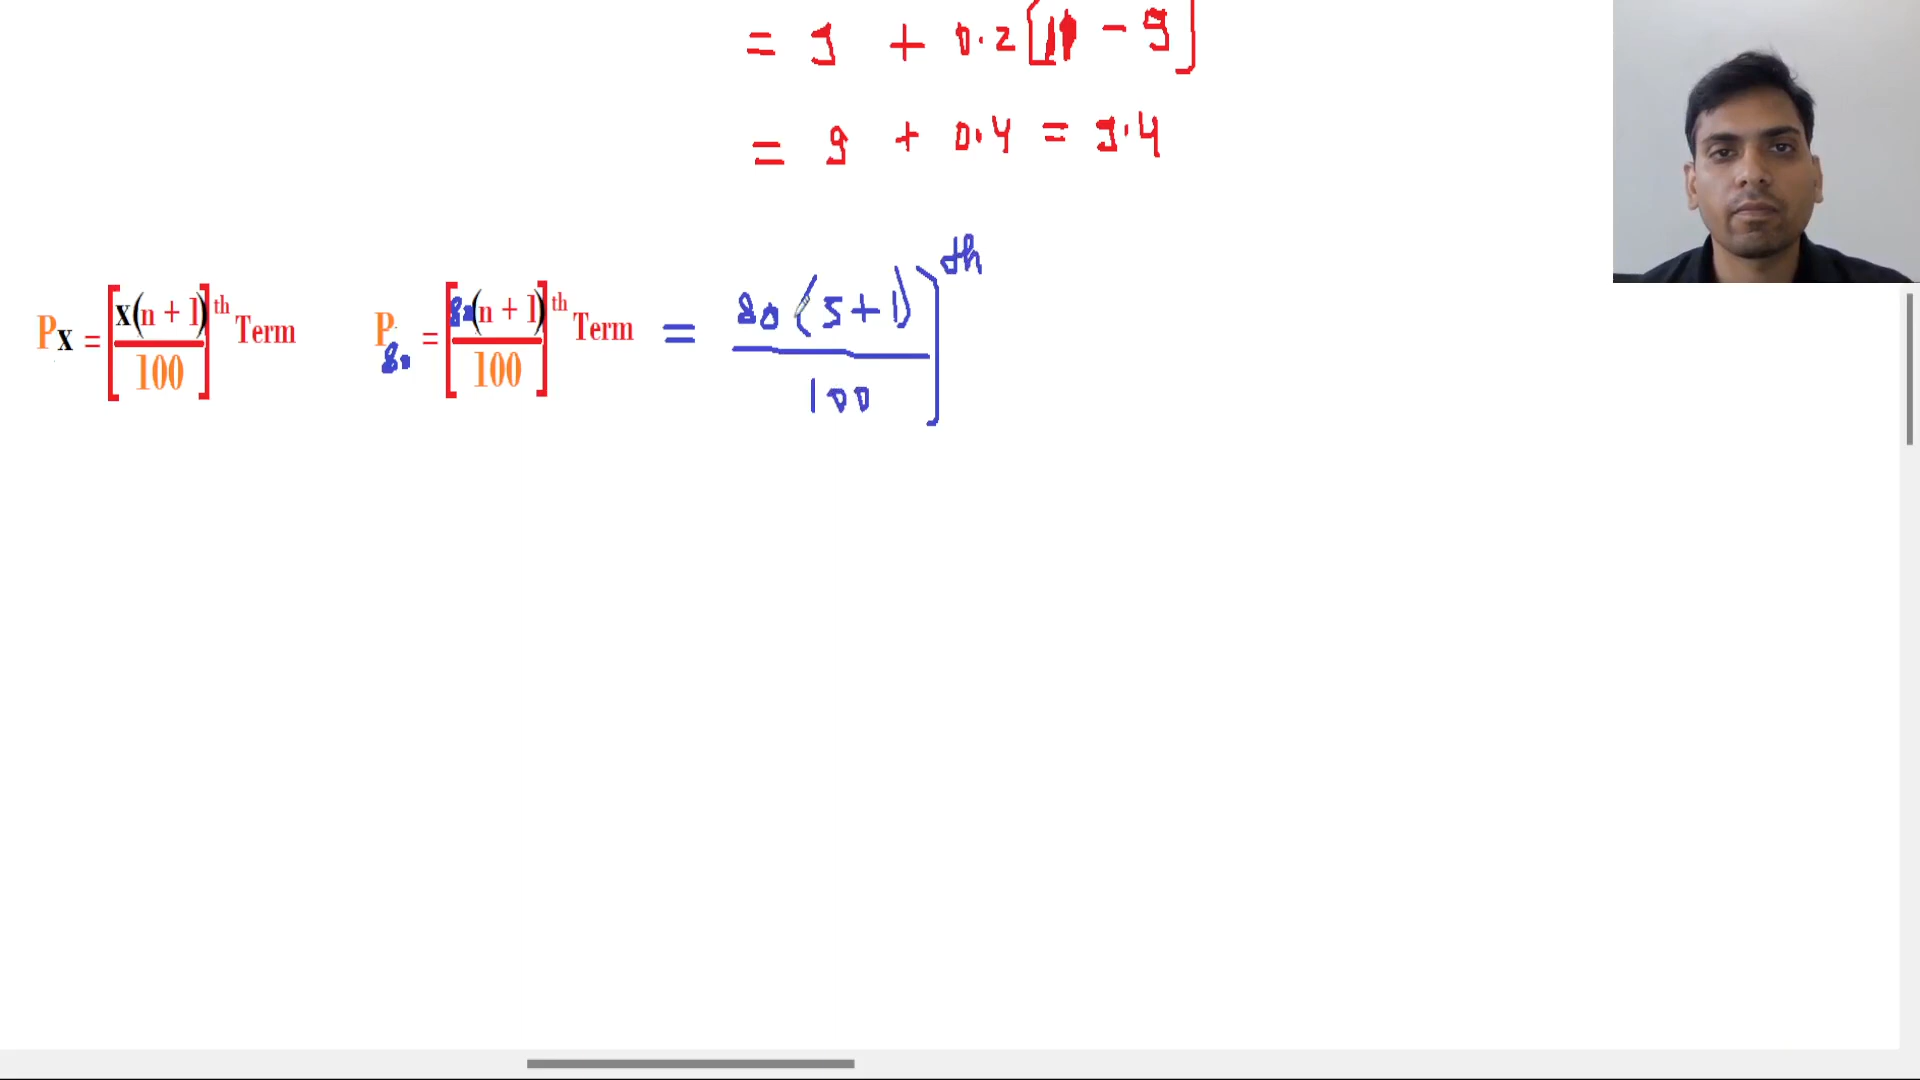 = 9 + 0.2[11 - 9]
= 9 + 0.4 = 9.4
Px = [x(n + 1)/100]th Term
P80 = [80(n + 1)/100]th Term = 80(5+1)/100]th